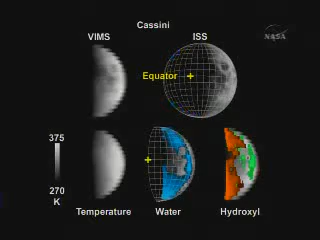 Cassini
VIMS
ISS
NASA
Equator
375
270
K
Temperature
Water
Hydroxyl